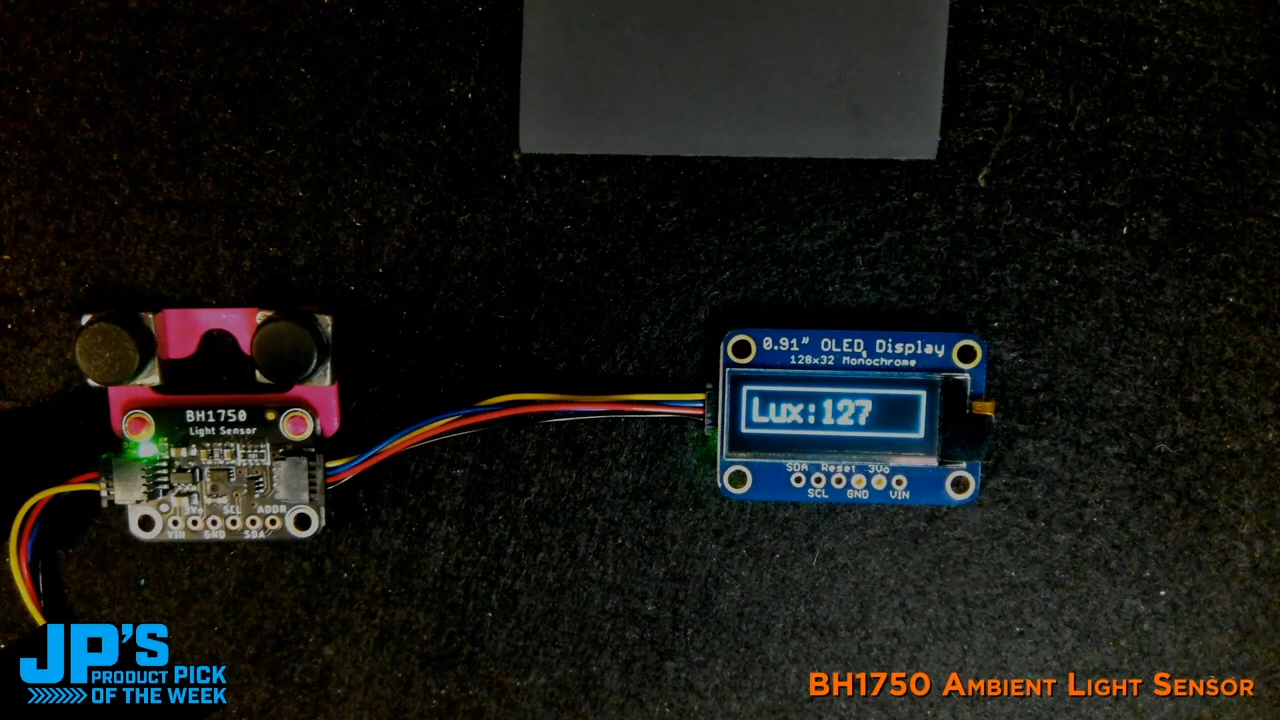 BH1750
Light Sensor
3Vo SCL ADDR
VIN GND SDA
0.91" OLED Display
128x32 Monochrome
Lux:127
SDA Reset 3Vo
SCL GND VIN
JP'S
PRODUCT PICK
OF THE WEEK
BH1750 Ambient Light Sensor